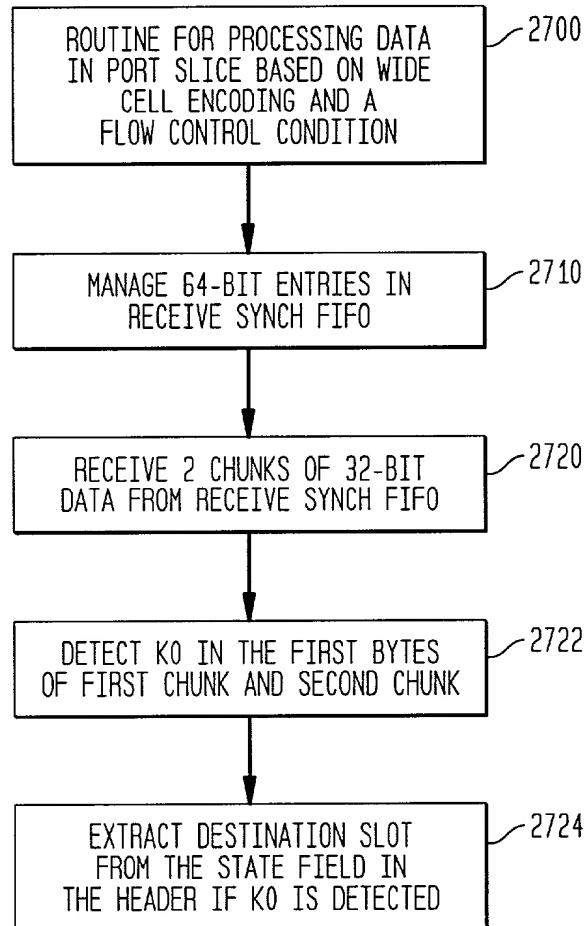 ROUTINE FOR PROCESSING DATA
IN PORT SLICE BASED ON WIDE
CELL ENCODING AND A
FLOW CONTROL CONDITION
2700
MANAGE 64-BIT ENTRIES IN
RECEIVE SYNCH FIFO
2710
RECEIVE 2 CHUNKS OF 32-BIT
DATA FROM RECEIVE SYNCH FIFO
2720
DETECT K0 IN THE FIRST BYTES
OF FIRST CHUNK AND SECOND CHUNK
2722
EXTRACT DESTINATION SLOT
FROM THE STATE FIELD IN
THE HEADER IF K0 IS DETECTED
2724